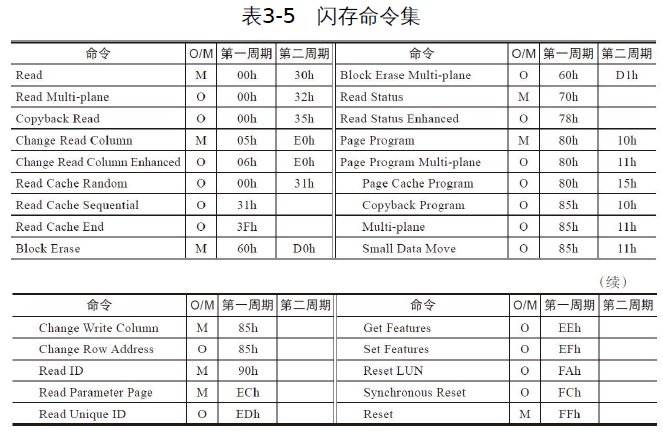 表3-5 闪存命令集
命令 O/M 第一周期 第二周期 命令 O/M 第一周期 第二周期
Read M 00h 30h Block Erase Multi-plane O 60h D1h
Read Multi-plane O 00h 32h Read Status M 70h
Copyback Read O 00h 35h Read Status Enhanced O 78h
Change Read Column M 05h E0h Page Program M 80h 10h
Change Read Column Enhanced O 06h E0h Page Program Multi-plane O 80h 11h
Read Cache Random O 00h 31h Page Cache Program O 80h 15h
Read Cache Sequential O 31h Copyback Program O 85h 10h
Read Cache End O 3Fh Multi-plane O 85h 11h
Block Erase M 60h D0h Small Data Move O 85h 11h
（续）
命令 O/M 第一周期 第二周期 命令 O/M 第一周期 第二周期
Change Write Column M 85h Get Features O EEh
Change Row Address O 85h Set Features O EFh
Read ID M 90h Reset LUN O FAh
Read Parameter Page M ECh Synchronous Reset O FCh
Read Unique ID O EDh Reset M FFh